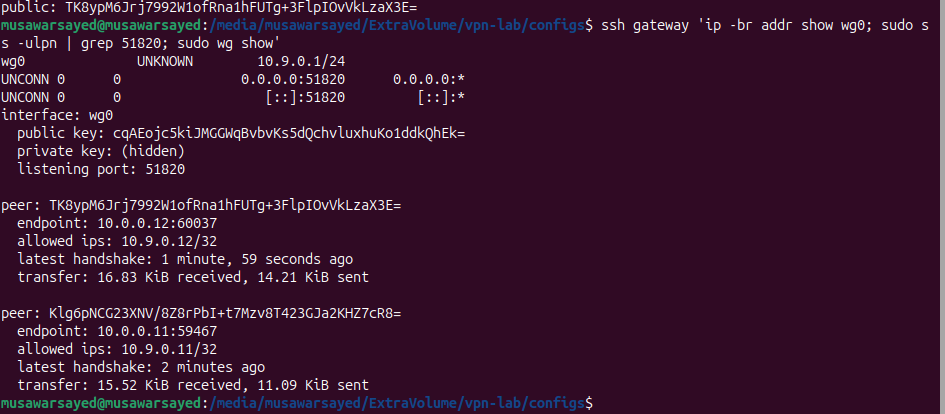 public: TK8ypM6Jrj7992W1ofRna1hFUTg+3FlpIOvVkLzaX3E=
musawarsayed@musawarsayed:/media/musawarsayed/ExtraVolume/vpn-lab/configs$ ssh gateway 'ip -br addr show wg0; sudo s
s -ulpn | grep 51820; sudo wg show'
wg0             UNKNOWN        10.9.0.1/24
UNCONN 0      0               0.0.0.0:51820      0.0.0.0:*
UNCONN 0      0                  [::]:51820         [::]:*
interface: wg0
  public key: cqAEojc5kiJMGGWqBvbvKs5dQchvluxhuKo1ddkQhEk=
  private key: (hidden)
  listening port: 51820

peer: TK8ypM6Jrj7992W1ofRna1hFUTg+3FlpIOvVkLzaX3E=
  endpoint: 10.0.0.12:60037
  allowed ips: 10.9.0.12/32
  latest handshake: 1 minute, 59 seconds ago
  transfer: 16.83 KiB received, 14.21 KiB sent

peer: Klg6pNCG23XNV/8Z8rPbI+t7Mzv8T423GJa2KHZ7cR8=
  endpoint: 10.0.0.11:59467
  allowed ips: 10.9.0.11/32
  latest handshake: 2 minutes ago
  transfer: 15.52 KiB received, 11.09 KiB sent
musawarsayed@musawarsayed:/media/musawarsayed/ExtraVolume/vpn-lab/configs$